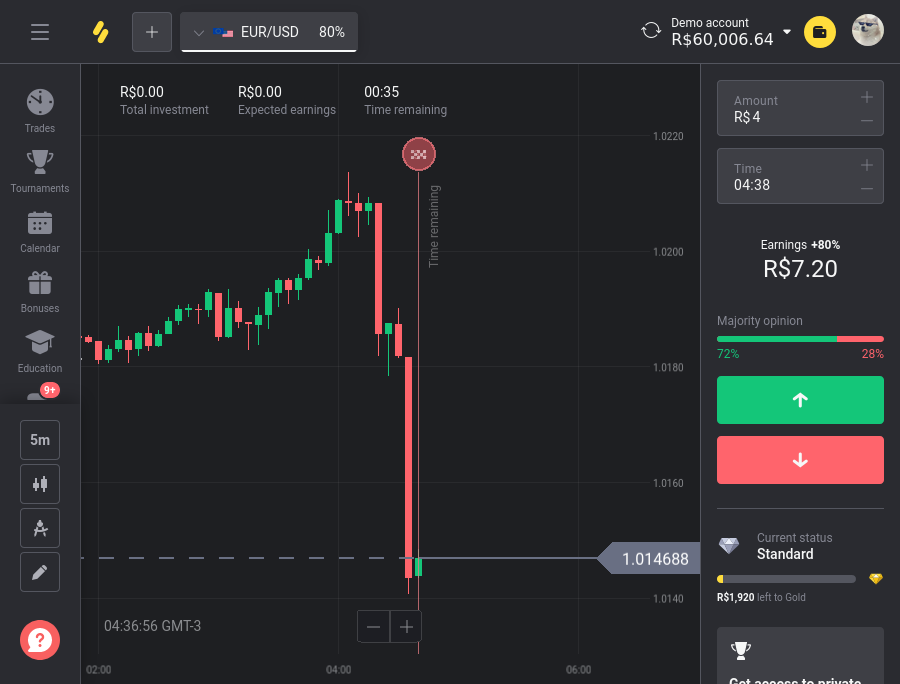 EUR/USD 80%
Demo account
R$60,006.64
R$0.00
Total investment
R$0.00
Expected earnings
00:35
Time remaining
Trades
Tournaments
Calendar
Bonuses
Education
9+
5m
?
Time remaining
1.0220
1.0200
1.0180
1.0160
1.014688
1.0140
04:36:56 GMT-3
02:00
04:00
06:00
Amount
R$ 4
Time
04:38
Earnings +80%
R$7.20
Majority opinion
72%
28%
Current status
Standard
R$1,920 left to Gold
Get access to private